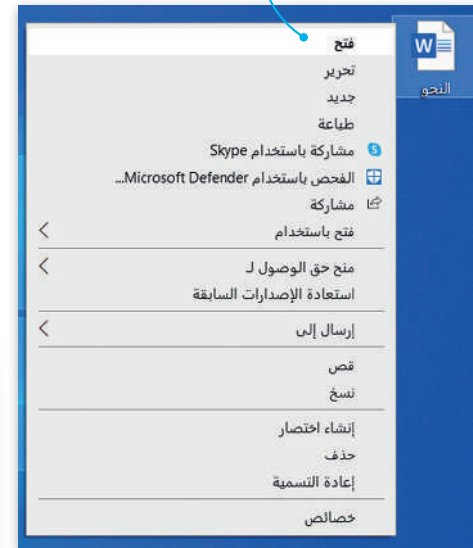 النحو
فتح
تحرير
جديد
طباعة
مشاركة باستخدام Skype
الفحص باستخدام Microsoft Defender...
مشاركة
فتح باستخدام
منح حق الوصول لـ
استعادة الإصدارات السابقة
إرسال إلى
قص
نسخ
إنشاء اختصار
حذف
إعادة التسمية
خصائص